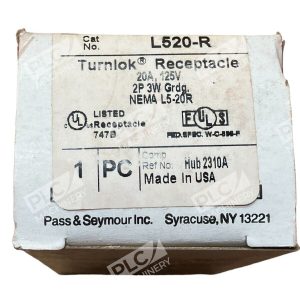 Cat No. L520-R
Turnlok® Receptacle
20A, 125V
2P 3W Grdg.
NEMA L5-20R
UL LISTED
Receptacle
747B
FED. SPEC. W-C-596-F
1 PC
Comp Ref No. Hub 2310A
Made In USA
Pass & Seymour Inc. Syracuse, NY 13221